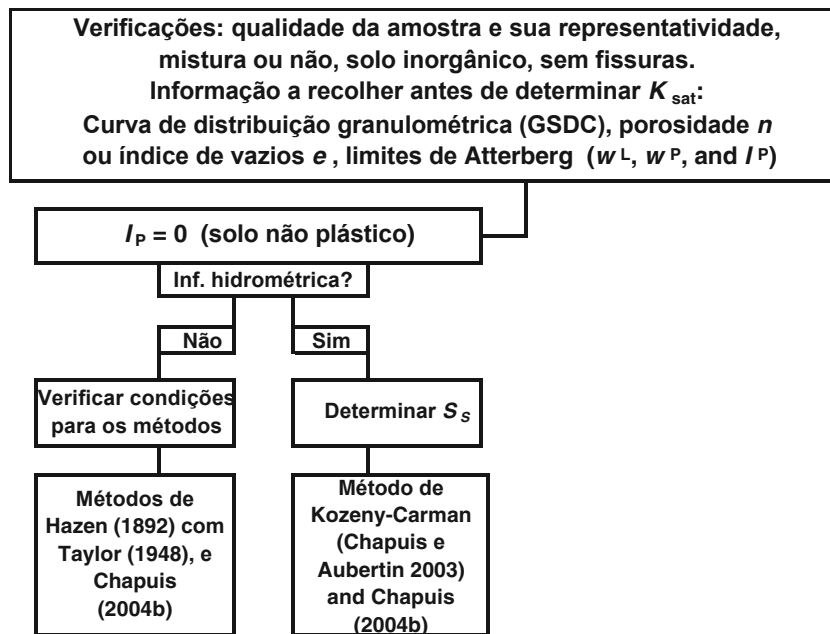 Verificações: qualidade da amostra e sua representatividade,
mistura ou não, solo inorgânico, sem fissuras.
Informação a recolher antes de determinar K sat:
Curva de distribuição granulométrica (GSDC), porosidade n
ou índice de vazios e , limites de Atterberg (w L, w P, and I P)
I P = 0 (solo não plástico)
Inf. hidrométrica?
Não
Sim
Verificar condições
para os métodos
Determinar S S
Métodos de
Hazen (1892) com
Taylor (1948), e
Chapuis
(2004b)
Método de
Kozeny-Carman
(Chapuis e
Aubertin 2003)
and Chapuis
(2004b)